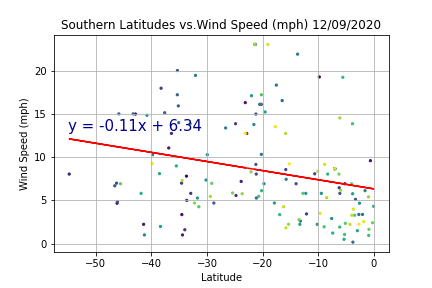 Southern Latitudes vs.Wind Speed (mph) 12/09/2020
20
15
y = -0.11x + 6.34
10
5
0
Wind Speed (mph)
−50
−40
−30
−20
−10
0
Latitude